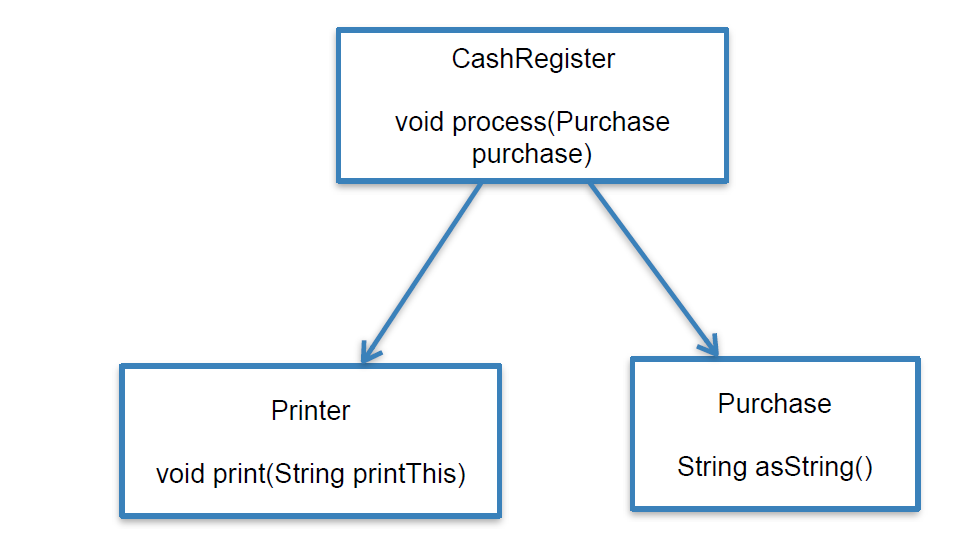 CashRegister
void process(Purchase
purchase)
Printer
void print(String printThis)
Purchase
String asString()